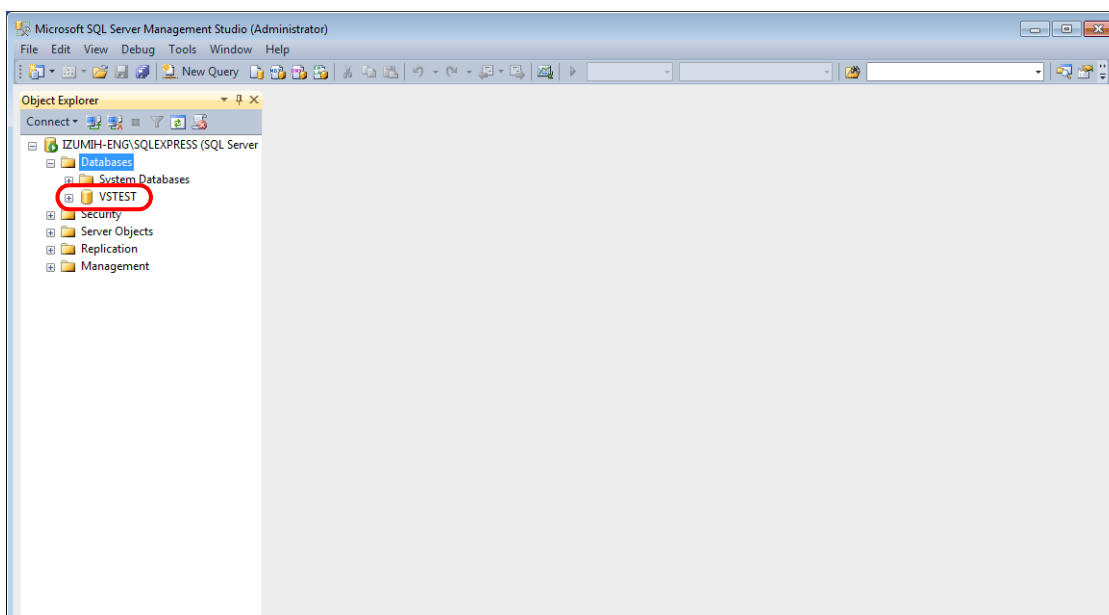 Microsoft SQL Server Management Studio (Administrator)
File Edit View Debug Tools Window Help
New Query
Object Explorer
Connect
IZUMIH-ENG\SQLEXPRESS (SQL Server
Databases
System Databases
VSTEST
Security
Server Objects
Replication
Management